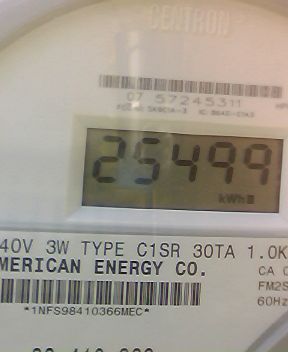 CENTRON
07 57245311
25499
kWh
40V 3W TYPE C1SR 30TA 1.0K
MERICAN ENERGY CO.
CA
FM2S
60Hz
*1NFS98410366MEC*